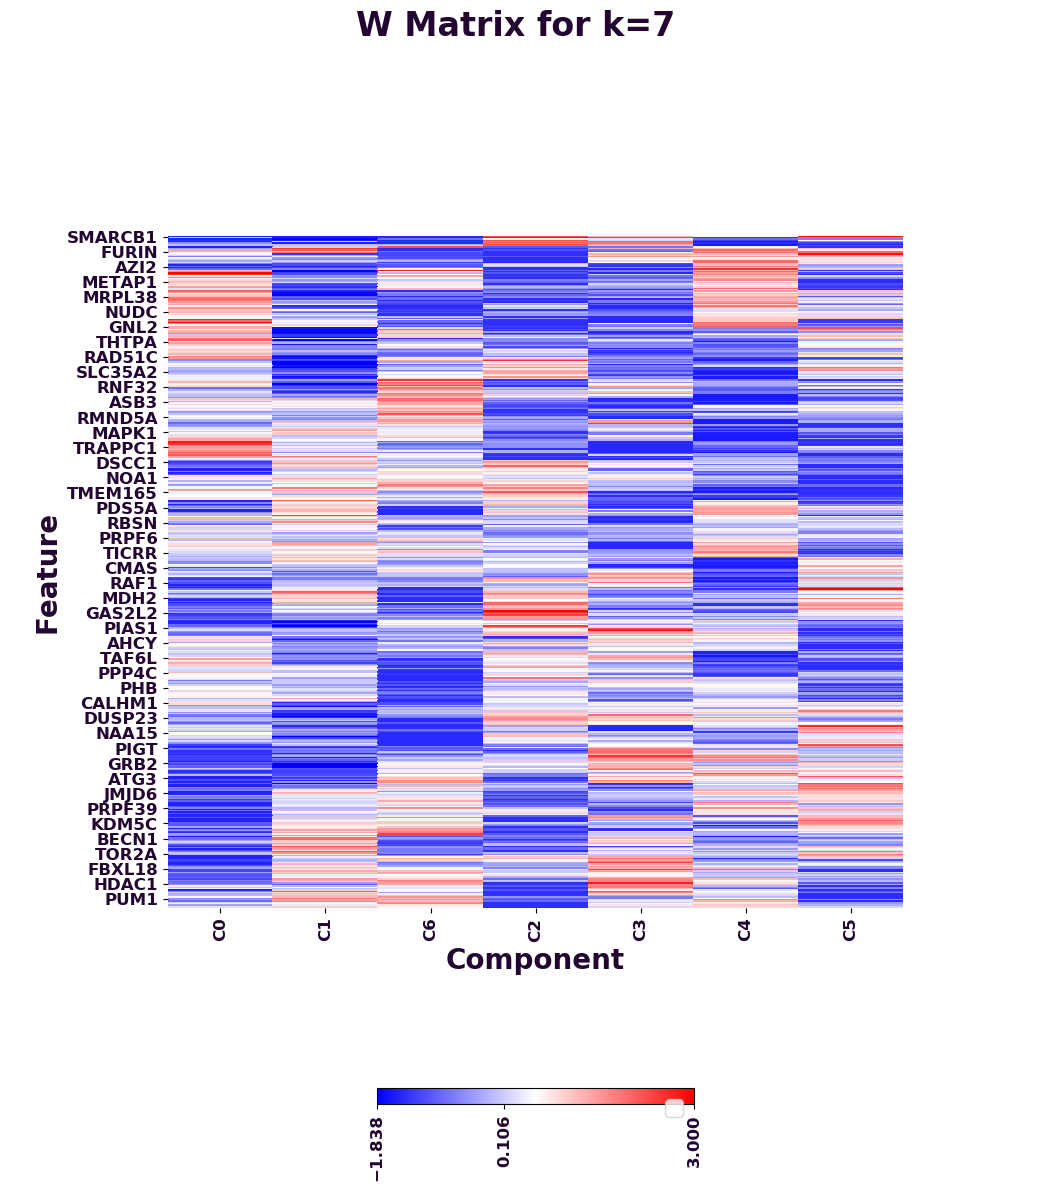 W Matrix for k=7
SMARCB1
FURIN
AZI2
METAP1
MRPL38
NUDC
GNL2
THTPA
RAD51C
SLC35A2
RNF32
ASB3
RMND5A
MAPK1
TRAPPC1
DSCC1
NOA1
TMEM165
PDS5A
RBSN
PRPF6
TICRR
CMAS
RAF1
MDH2
GAS2L2
PIAS1
AHCY
TAF6L
PPP4C
PHB
CALHM1
DUSP23
NAA15
PIGT
GRB2
ATG3
JMJD6
PRPF39
KDM5C
BECN1
TOR2A
FBXL18
HDAC1
PUM1
Feature
C0 C1 C6 C2 C3 C4 C5
Component
−1.838 0.106 3.000